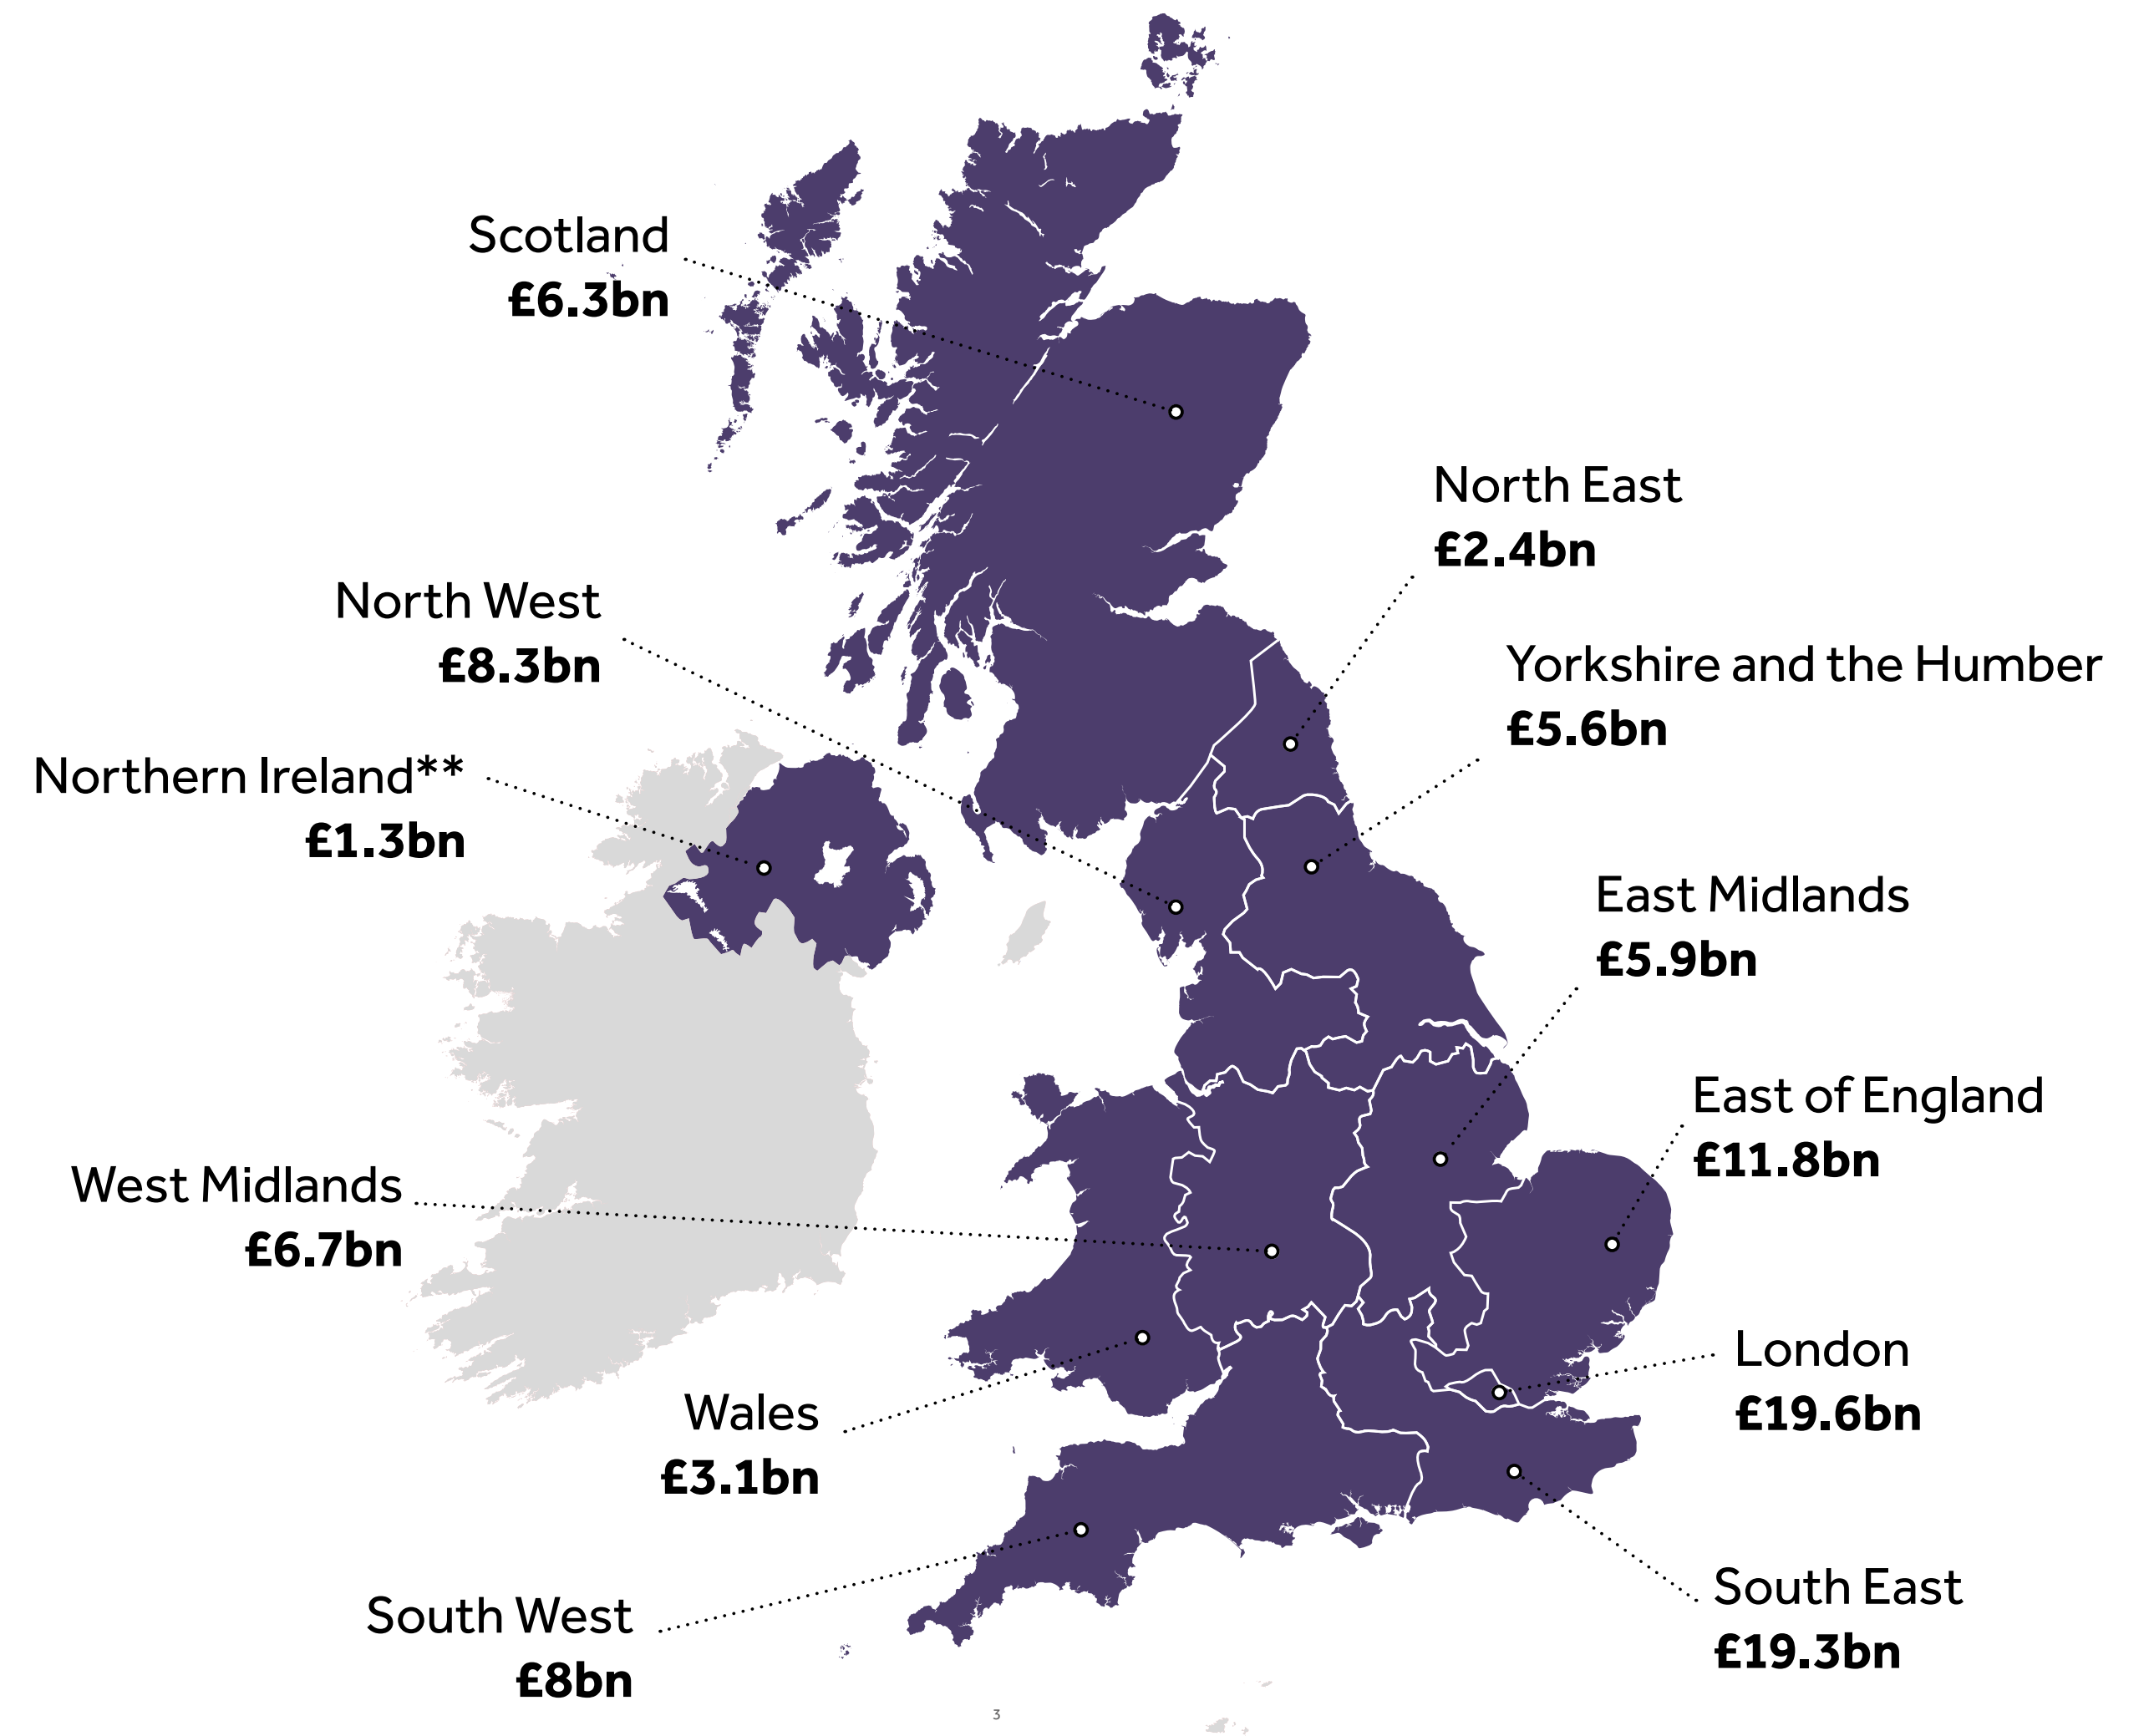 Scotland
£6.3bn
North East
£2.4bn
North West
£8.3bn
Yorkshire and the Humber
£5.6bn
Northern Ireland**
£1.3bn
East Midlands
£5.9bn
East of England
£11.8bn
West Midlands
£6.7bn
London
£19.6bn
Wales
£3.1bn
South East
£19.3bn
South West
£8bn
3